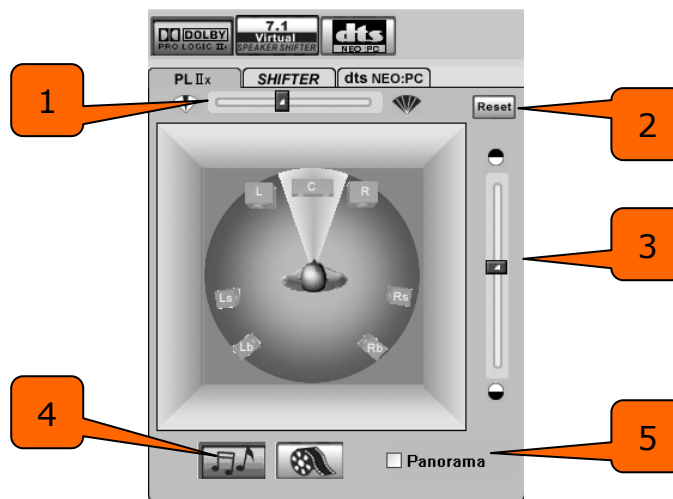 DOLBY
PRO LOGIC IIx
7.1
Virtual
SPEAKER SHIFTER
dts
NEO:PC
PL IIx
SHIFTER
dts NEO:PC
1
Reset
2
L
C
R
3
Ls
Rs
Lb
Rb
4
5
Panorama